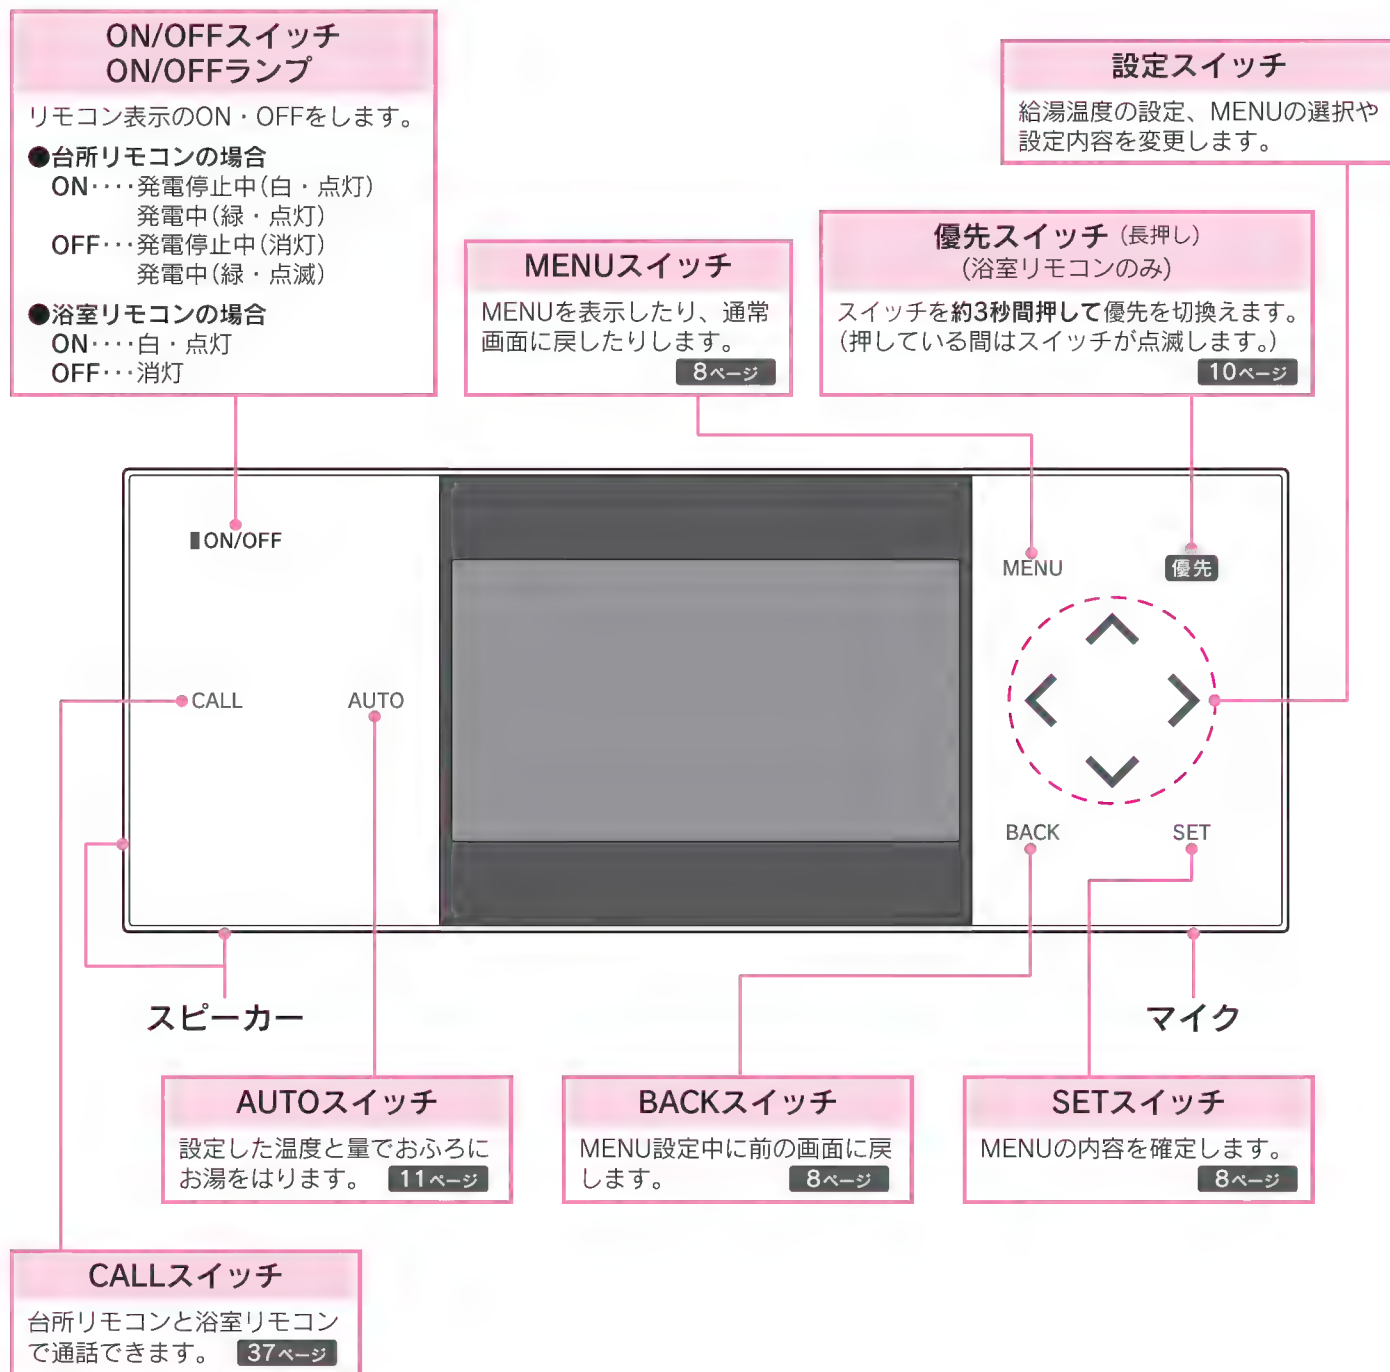 ON/OFFスイッチ
ON/OFFランプ
リモコン表示のON・OFFをします。
●台所リモコンの場合
ON‥‥発電停止中(白・点灯)
発電中(緑・点灯)
OFF‥･発電停止中(消灯)
発電中(緑・点滅)
●浴室リモコンの場合
ON‥‥白・点灯
OFF‥･消灯
設定スイッチ
給湯温度の設定、MENUの選択や
設定内容を変更します。
MENUスイッチ
MENUを表示したり、通常
画面に戻したりします。
8ページ
優先スイッチ(長押し)
(浴室リモコンのみ)
スイッチを約3秒間押して優先を切換えます。
(押している間はスイッチが点滅します。)
10ページ
ON/OFF
MENU
優先
CALL
AUTO
BACK
SET
スピーカー
マイク
AUTOスイッチ
設定した温度と量でおふろに
お湯をはります。 11ページ
BACKスイッチ
MENU設定中に前の画面に戻
します。 8ページ
SETスイッチ
MENUの内容を確定します。
8ページ
CALLスイッチ
台所リモコンと浴室リモコン
で通話できます。 37ページ